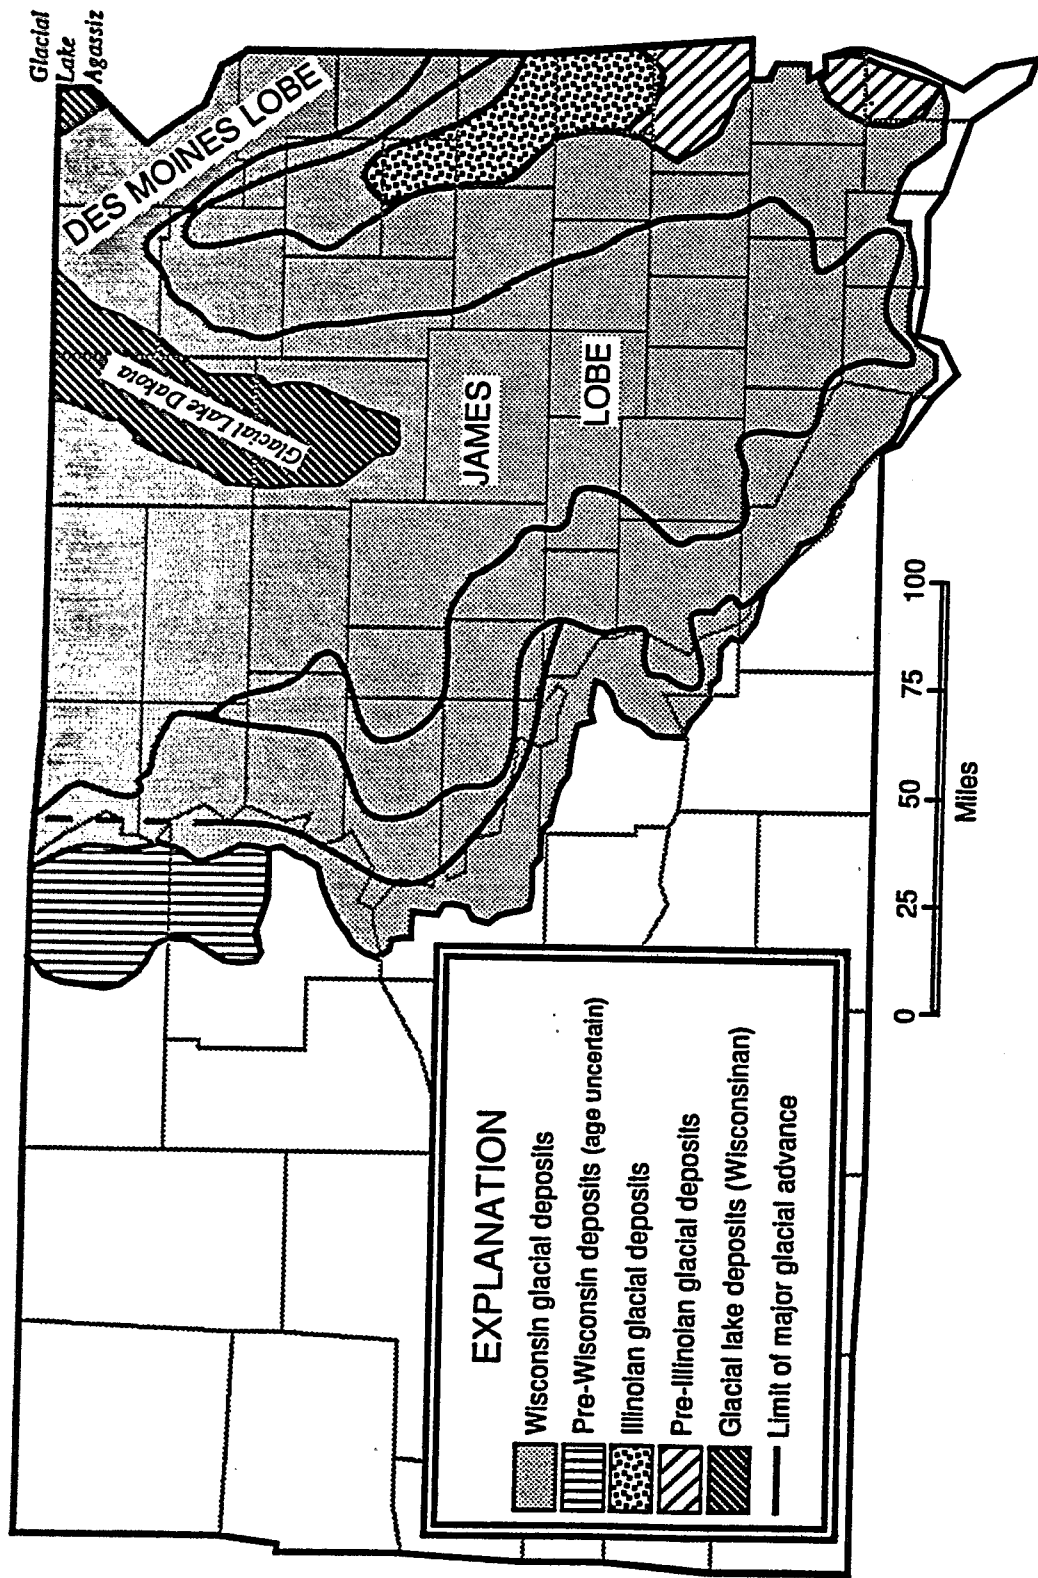 Glacial
Lake
Agassiz
DES MOINES LOBE
Glacial Lake Dakota
JAMES
LOBE
EXPLANATION
Wisconsin glacial deposits
Pre-Wisconsin deposits (age uncertain)
Illinoian glacial deposits
Pre-Illinoian glacial deposits
Glacial lake deposits (Wisconsinan)
Limit of major glacial advance
0 25 50 75 100
Miles